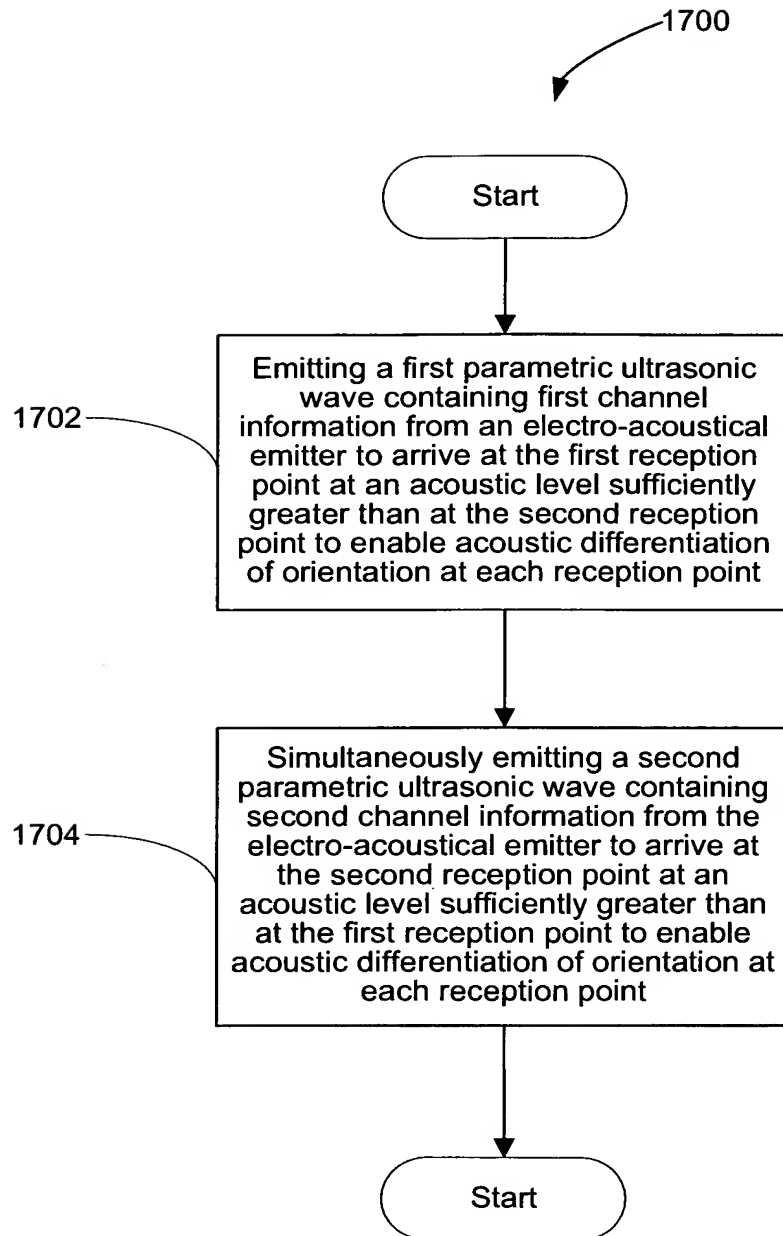 1700
Start
1702
Emitting a first parametric ultrasonic
wave containing first channel
information from an electro-acoustical
emitter to arrive at the first reception
point at an acoustic level sufficiently
greater than at the second reception
point to enable acoustic differentiation
of orientation at each reception point
1704
Simultaneously emitting a second
parametric ultrasonic wave containing
second channel information from the
electro-acoustical emitter to arrive at
the second reception point at an
acoustic level sufficiently greater than
at the first reception point to enable
acoustic differentiation of orientation at
each reception point
Start